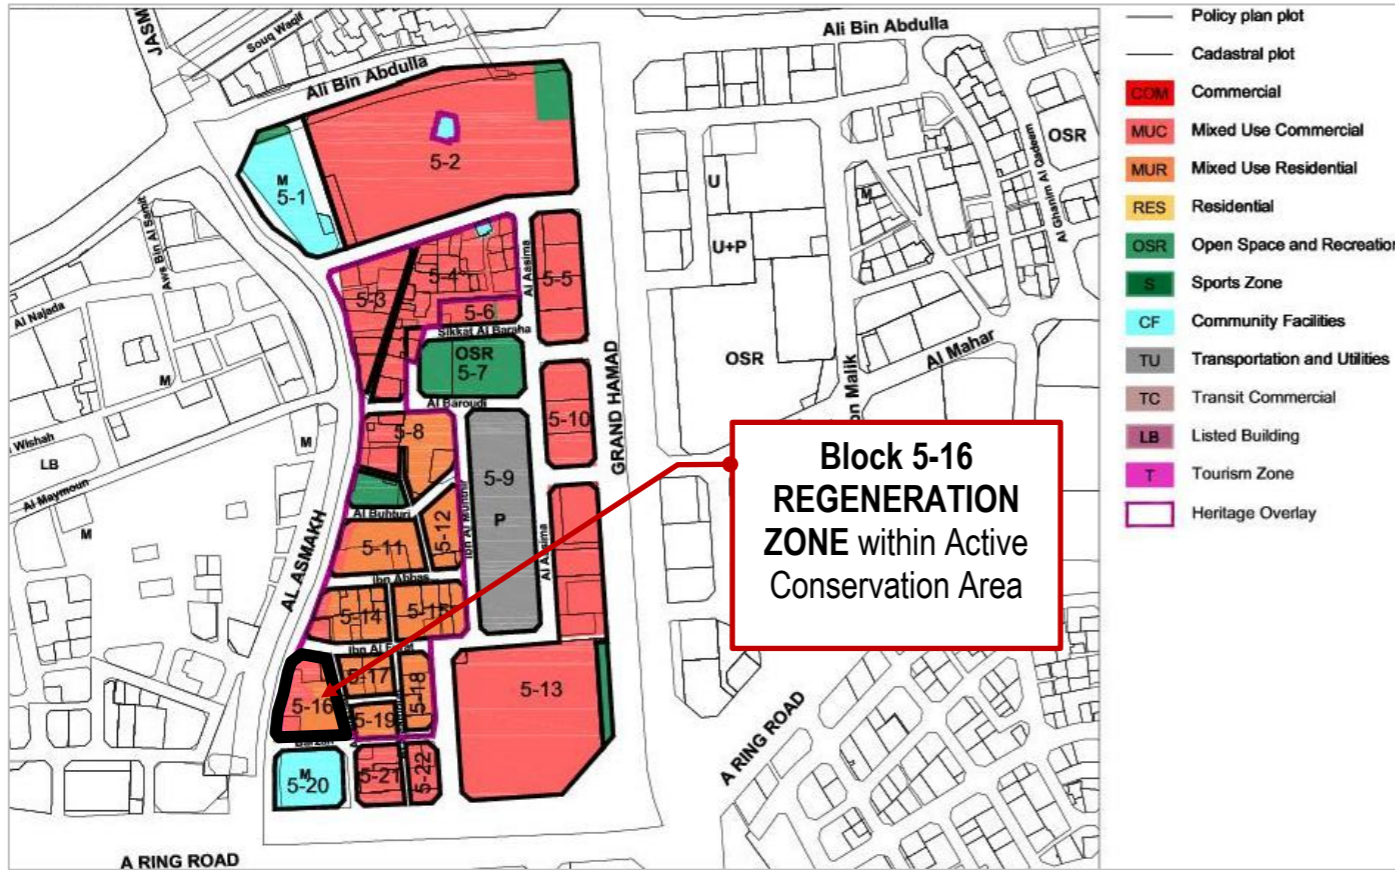 JASM
Souq Waqif
Ali Bin Abdulla
Ali Bin Abdulla
Policy plan plot
Cadastral plot
COM Commercial
MUC Mixed Use Commercial
MUR Mixed Use Residential
RES Residential
OSR Open Space and Recreation
S Sports Zone
CF Community Facilities
TU Transportation and Utilities
TC Transit Commercial
LB Listed Building
T Tourism Zone
Heritage Overlay
5-2
M
5-1
OSR
Al Ghanim Al Qadeem
U
M
U+P
Aws Bin Al Samit
Al Najada
M
Wishah
LB
Al Maymoun
M
M
5-3
5-4
Al Aasima
5-5
5-6
Sikkat Al Baraha
OSR
5-7
Al Baroudi
GRAND HAMAD
OSR
Al Mahar
bn Malik
5-8
5-10
5-9
P
Al Buhturi
5-12
Ibn Al Muhthir
5-11
Al Aasima
Ibn Abbas
AL ASMAKH
5-14
5-15
Ibn Al Furat
5-17
5-18
5-16
5-19
5-13
Barzan
M
5-20
5-21
5-22
A RING ROAD
A RING ROAD
Block 5-16
REGENERATION
ZONE within Active
Conservation Area